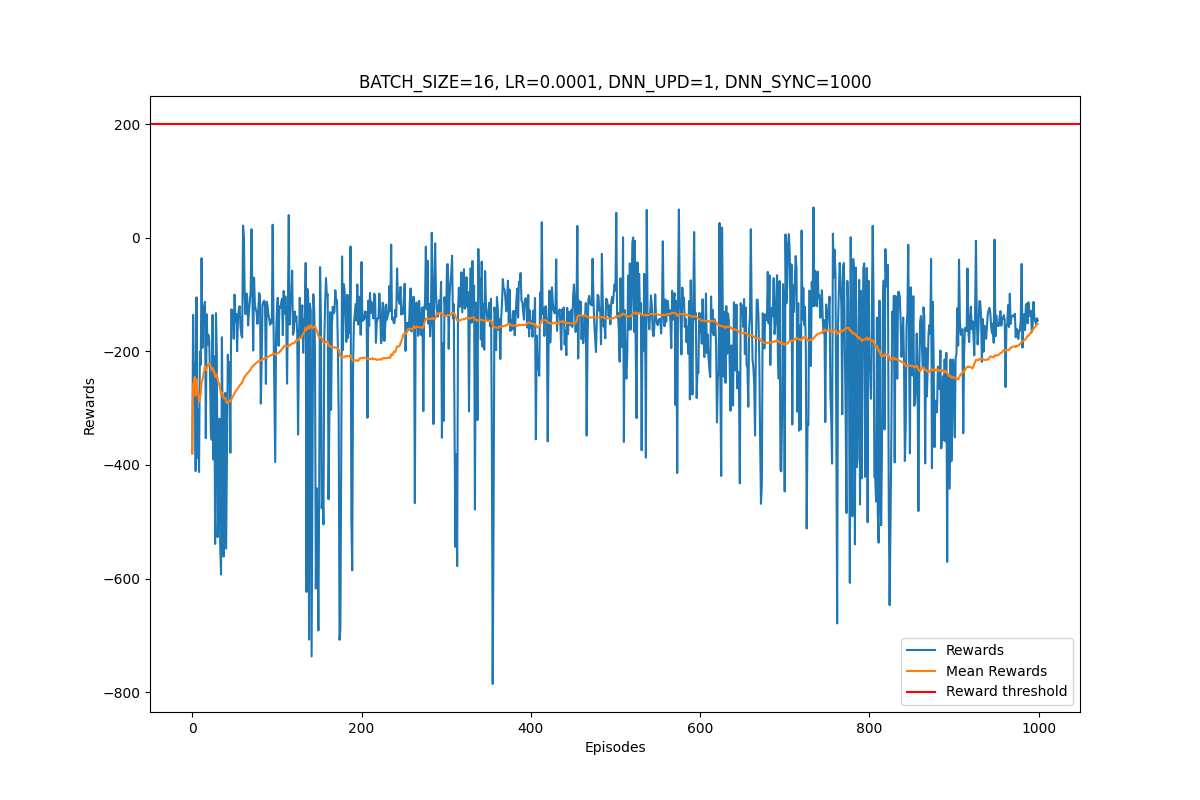 BATCH_SIZE=16, LR=0.0001, DNN_UPD=1, DNN_SYNC=1000
200
0
−200
−400
−600
−800
Rewards
0 200 400 600 800 1000
Episodes
Rewards
Mean Rewards
Reward threshold